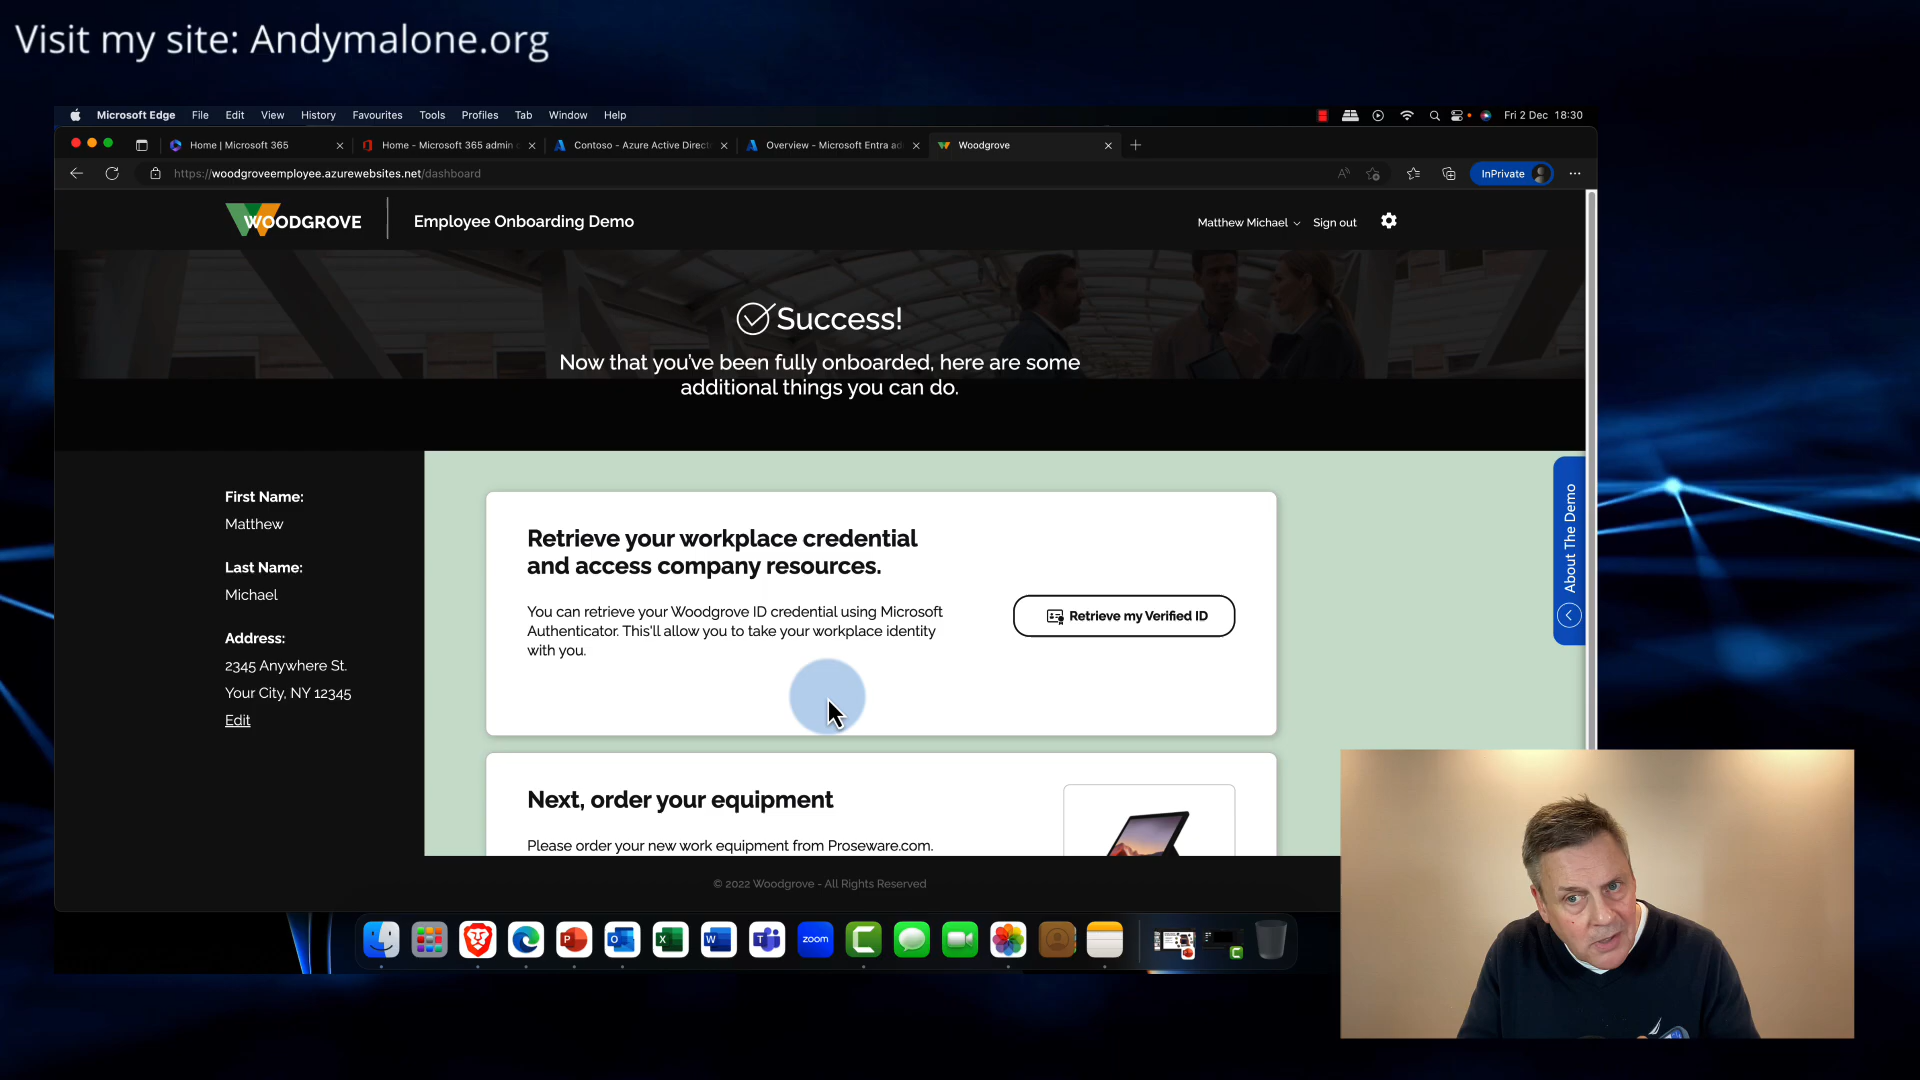 Visit my site: Andymalone.org
Microsoft Edge File Edit View History Favourites Tools Profiles Tab Window Help Fri 2 Dec 18:30
Home | Microsoft 365 Home - Microsoft 365 admin Contoso - Azure Active Direct Overview - Microsoft Entra ad Woodgrove
https://woodgroveemployee.azurewebsites.net/dashboard InPrivate
WOODGROVE Employee Onboarding Demo Matthew Michael Sign out
Success!
Now that you've been fully onboarded, here are some
additional things you can do.
First Name:
Matthew
Last Name:
Michael
Address:
2345 Anywhere St.
Your City, NY 12345
Edit
Retrieve your workplace credential
and access company resources.
You can retrieve your Woodgrove ID credential using Microsoft
Authenticator. This'll allow you to take your workplace identity
with you.
Retrieve my Verified ID
About The Demo
Next, order your equipment
Please order your new work equipment from Proseware.com.
© 2022 Woodgrove - All Rights Reserved
zoom